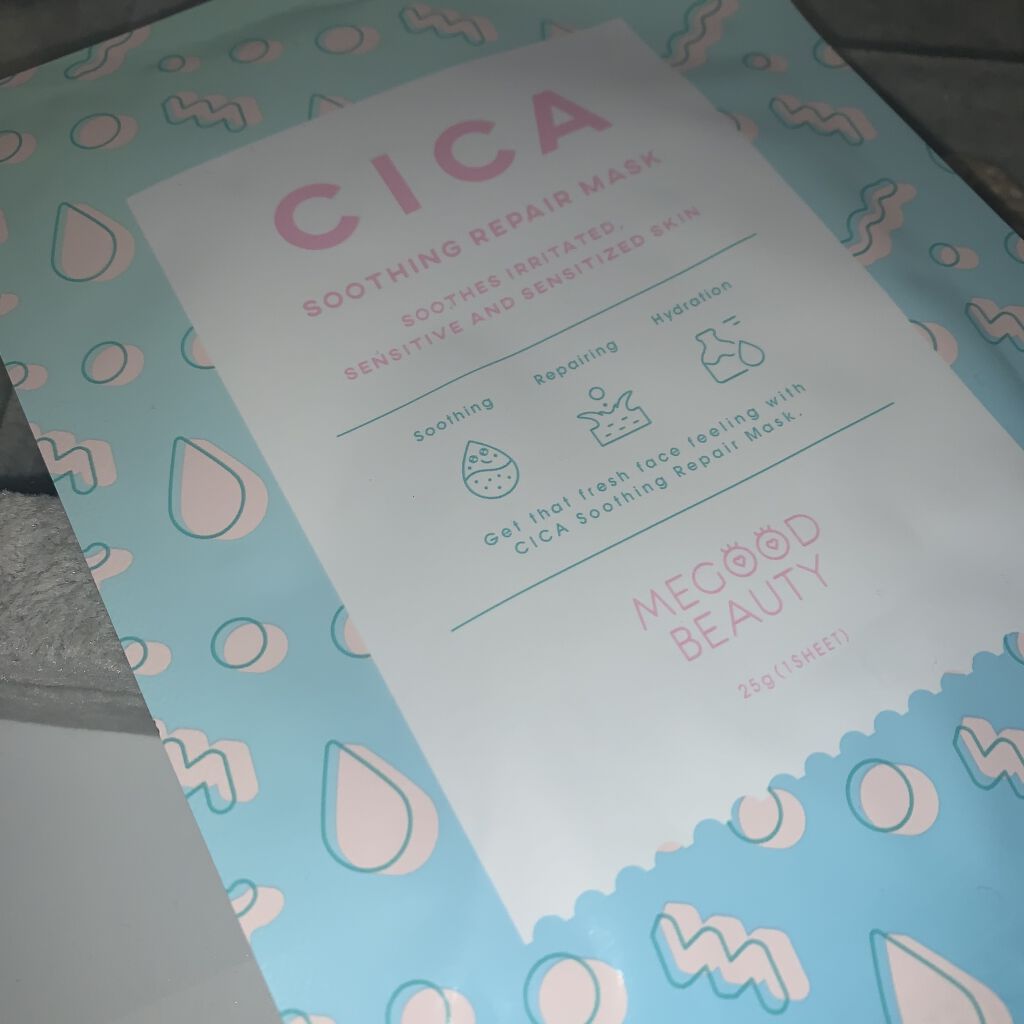 CICA
SOOTHING REPAIR MASK
SOOTHES IRRITATED,
SENSITIVE AND SENSITIZED SKIN
Soothing Repairing Hydration
Get that fresh face feeling with
CICA Soothing Repair Mask.
MEGOOD
BEAUTY
25g(1SHEET)